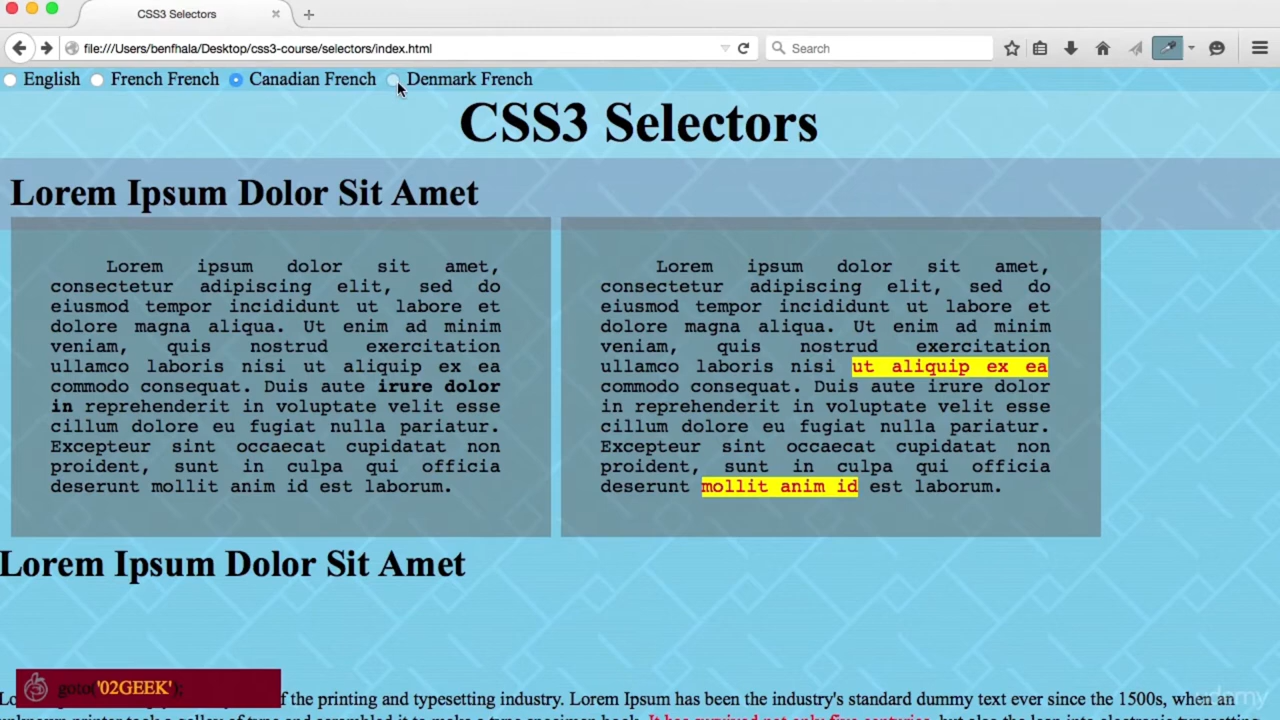 CSS3 Selectors
file:///Users/benfhala/Desktop/css3-course/selectors/index.html
Search
English French French Canadian French Denmark French
CSS3 Selectors
Lorem Ipsum Dolor Sit Amet
Lorem ipsum dolor sit amet,
consectetur adipiscing elit, sed do
eiusmod tempor incididunt ut labore et
dolore magna aliqua. Ut enim ad minim
veniam, quis nostrud exercitation
ullamco laboris nisi ut aliquip ex ea
commodo consequat. Duis aute irure dolor
in reprehenderit in voluptate velit esse
cillum dolore eu fugiat nulla pariatur.
Excepteur sint occaecat cupidatat non
proident, sunt in culpa qui officia
deserunt mollit anim id est laborum.
Lorem ipsum dolor sit amet,
consectetur adipiscing elit, sed do
eiusmod tempor incididunt ut labore et
dolore magna aliqua. Ut enim ad minim
veniam, quis nostrud exercitation
ullamco laboris nisi ut aliquip ex ea
commodo consequat. Duis aute irure dolor
in reprehenderit in voluptate velit esse
cillum dolore eu fugiat nulla pariatur.
Excepteur sint occaecat cupidatat non
proident, sunt in culpa qui officia
deserunt mollit anim id est laborum.
Lorem Ipsum Dolor Sit Amet
goto('02GEEK');
of the printing and typesetting industry. Lorem Ipsum has been the industry's standard dummy text ever since the 1500s, when an
udemy